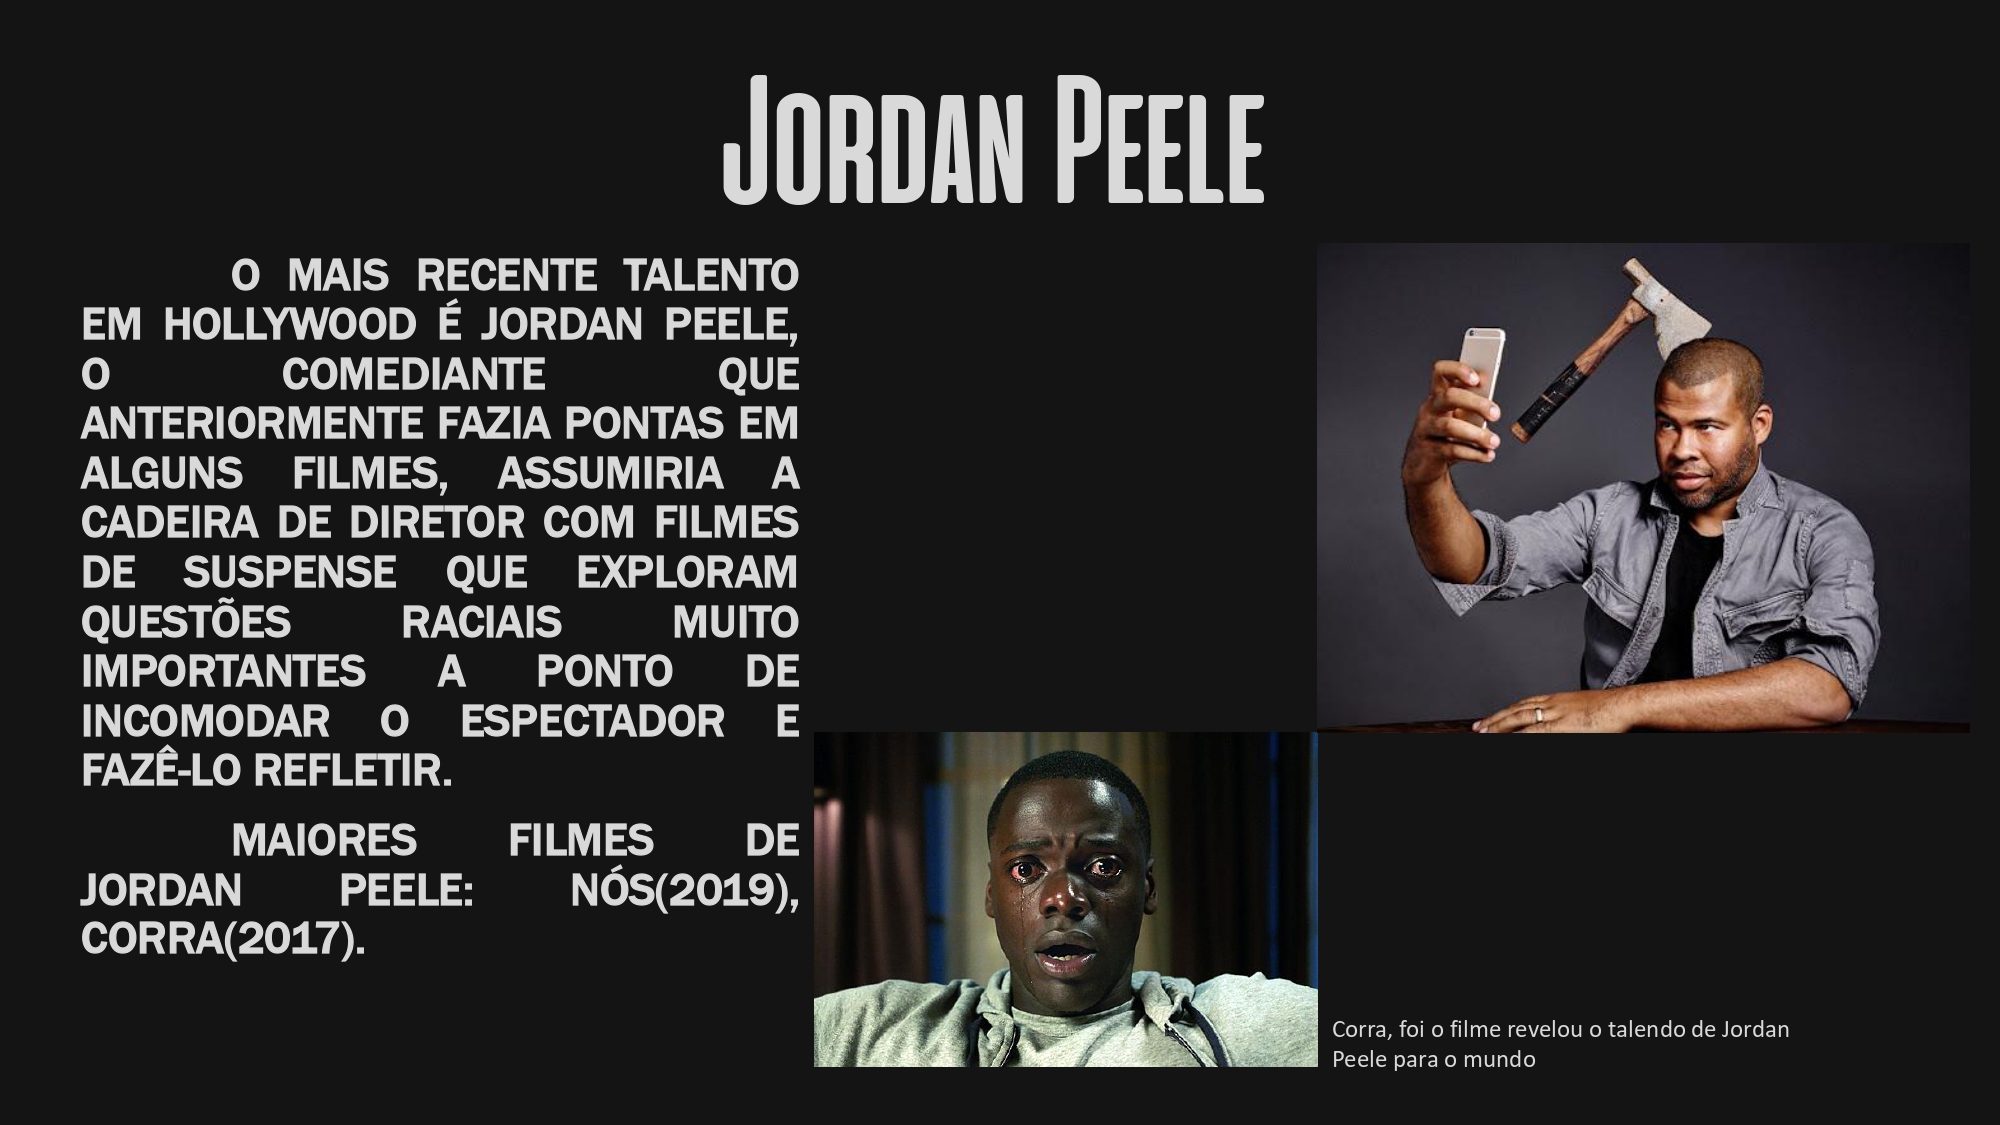 JORDAN PEELE
O MAIS RECENTE TALENTO
EM HOLLYWOOD É JORDAN PEELE,
O COMEDIANTE QUE
ANTERIORMENTE FAZIA PONTAS EM
ALGUNS FILMES, ASSUMIRIA A
CADEIRA DE DIRETOR COM FILMES
DE SUSPENSE QUE EXPLORAM
QUESTÕES RACIAIS MUITO
IMPORTANTES A PONTO DE
INCOMODAR O ESPECTADOR E
FAZÊ-LO REFLETIR.
MAIORES FILMES DE
JORDAN PEELE: NÓS(2019),
CORRA(2017).
Corra, foi o filme revelou o talendo de Jordan
Peele para o mundo